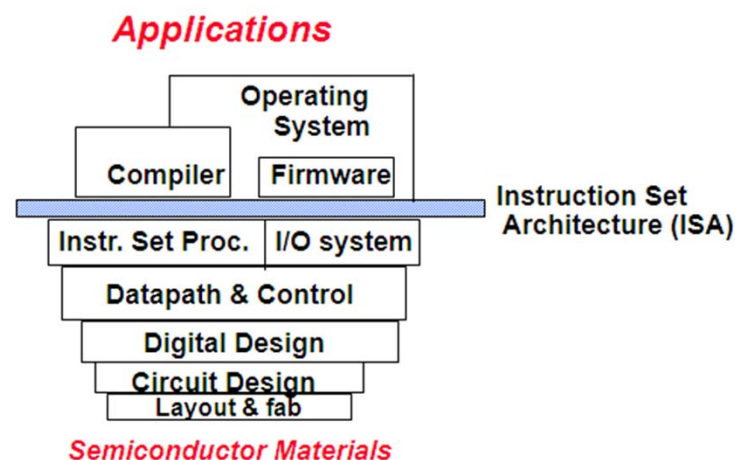 Applications
Operating
System
Compiler
Firmware
Instruction Set
Architecture (ISA)
Instr. Set Proc.
I/O system
Datapath & Control
Digital Design
Circuit Design
Layout & fab
Semiconductor Materials